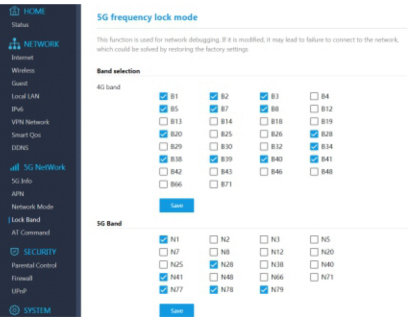 HOME
Status
NETWORK
Internet
Wireless
Guest
Local LAN
IPv6
VPN Network
Smart Qos
DDNS
5G NetWork
5G Info
APN
Network Mode
Lock Band
AT Command
SECURITY
Parental Control
Firewall
UPnP
SYSTEM
5G frequency lock mode
This function is used for network debugging. If it is modified, it may lead to failure to connect to the network,
which could be solved by restoring the factory settings
Band selection
4G band
B1 B2 B3 B4
B5 B7 B8 B12
B13 B14 B18 B19
B20 B25 B26 B28
B29 B30 B32 B34
B38 B39 B40 B41
B42 B43 B46 B48
B66 B71
Save
5G Band
N1 N2 N3 N5
N7 N8 N12 N20
N25 N28 N38 N40
N41 N48 N66 N71
N77 N78 N79
Save